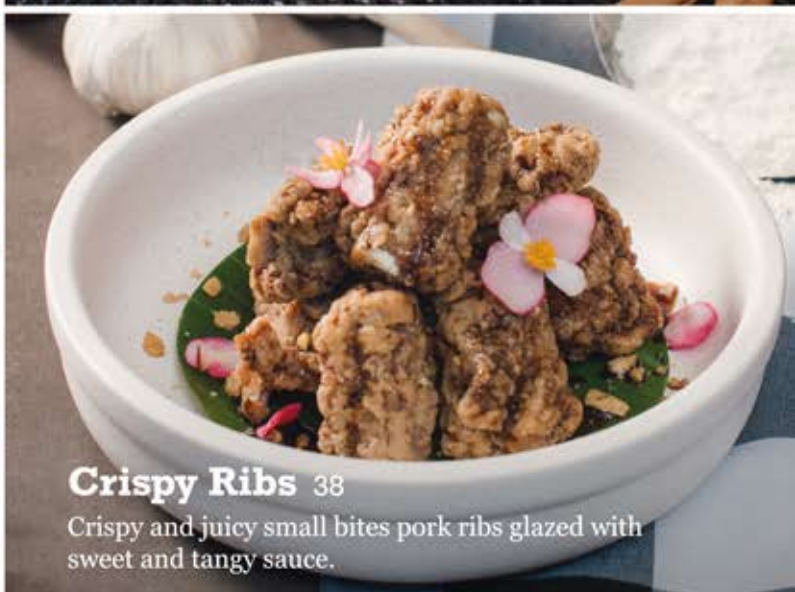 Crispy Ribs 38
Crispy and juicy small bites pork ribs glazed with
sweet and tangy sauce.